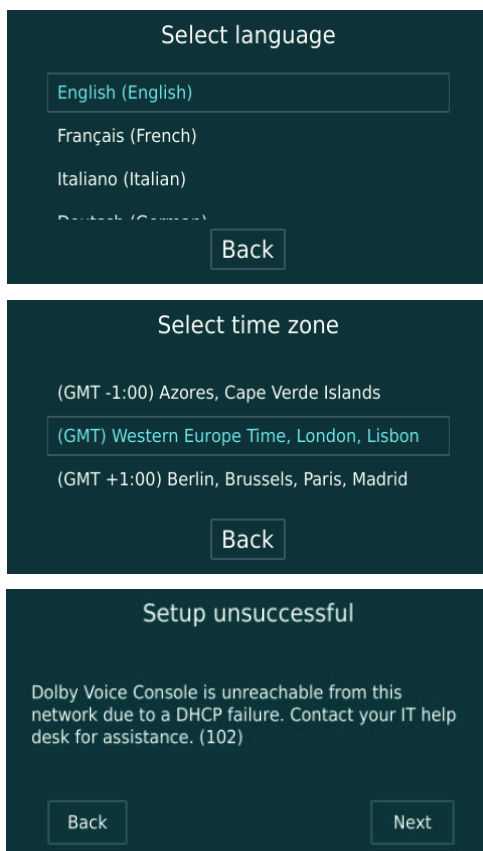 Select language
English (English)
Français (French)
Italiano (Italian)
Deutsch (German)
Back
Select time zone
(GMT -1:00) Azores, Cape Verde Islands
(GMT) Western Europe Time, London, Lisbon
(GMT +1:00) Berlin, Brussels, Paris, Madrid
Back
Setup unsuccessful
Dolby Voice Console is unreachable from this
network due to a DHCP failure. Contact your IT help
desk for assistance. (102)
Back
Next